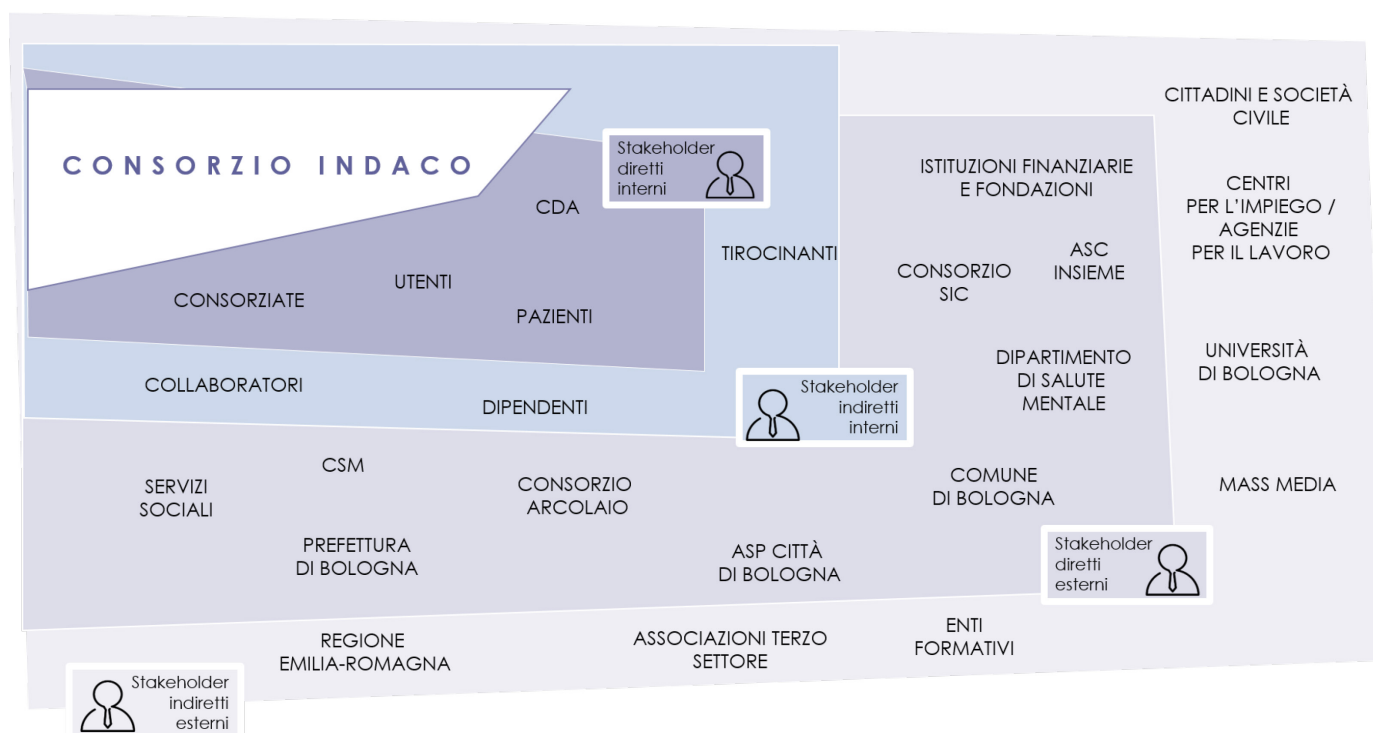 CONSORZIO INDACO
Stakeholder
diretti
interni
CDA
UTENTI
CONSORZIATE
PAZIENTI
TIROCINANTI
COLLABORATORI
DIPENDENTI
Stakeholder
indiretti
interni
ISTITUZIONI FINANZIARIE
E FONDAZIONI
CONSORZIO
SIC
ASC
INSIEME
DIPARTIMENTO
DI SALUTE
MENTALE
COMUNE
DI BOLOGNA
CSM
SERVIZI
SOCIALI
CONSORZIO
ARCOLAIO
PREFETTURA
DI BOLOGNA
ASP CITTÀ
DI BOLOGNA
Stakeholder
diretti
esterni
CITTADINI E SOCIETÀ
CIVILE
CENTRI
PER L'IMPIEGO /
AGENZIE
PER IL LAVORO
UNIVERSITÀ
DI BOLOGNA
MASS MEDIA
REGIONE
EMILIA-ROMAGNA
ASSOCIAZIONI TERZO
SETTORE
ENTI
FORMATIVI
Stakeholder
indiretti
esterni